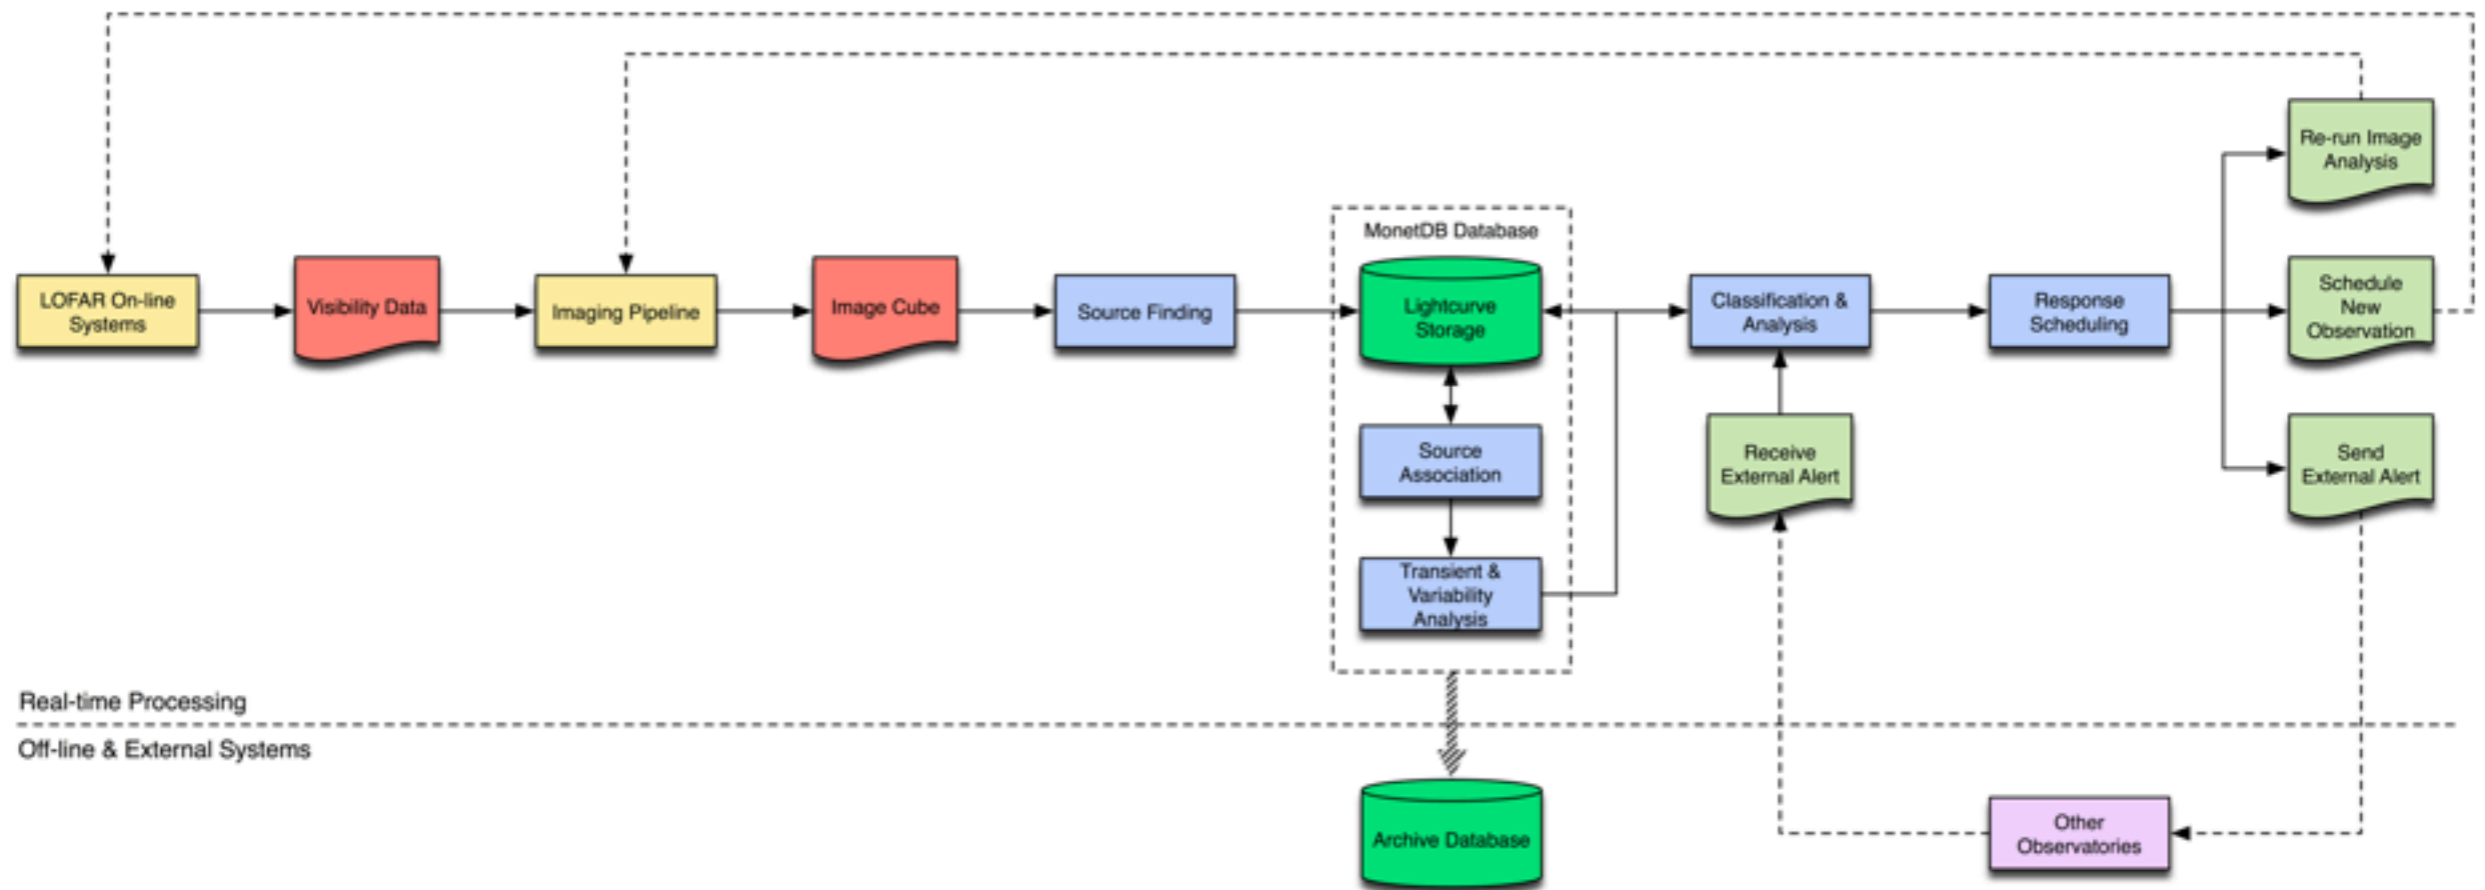 Re-run Image
Analysis
MonetDB Database
LOFAR On-line
Systems
Visibility Data
Imaging Pipeline
Image Cube
Source Finding
Lightcurve
Storage
Classification &
Analysis
Response
Scheduling
Schedule
New
Observation
Source
Association
Receive
External Alert
Send
External Alert
Transient &
Variability
Analysis
Real-time Processing
Off-line & External Systems
Archive Database
Other
Observatories